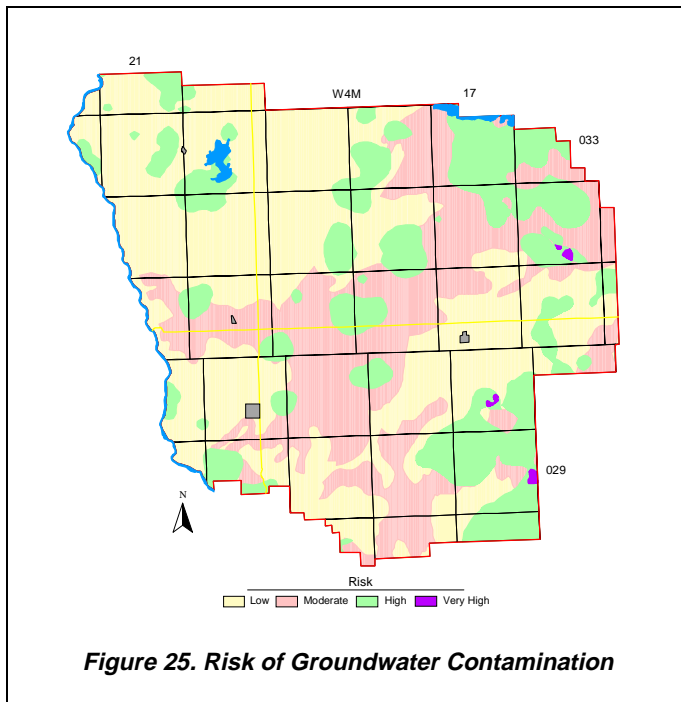 21
W4M
17
033
029
N
Risk
Low Moderate High Very High
Figure 25. Risk of Groundwater Contamination